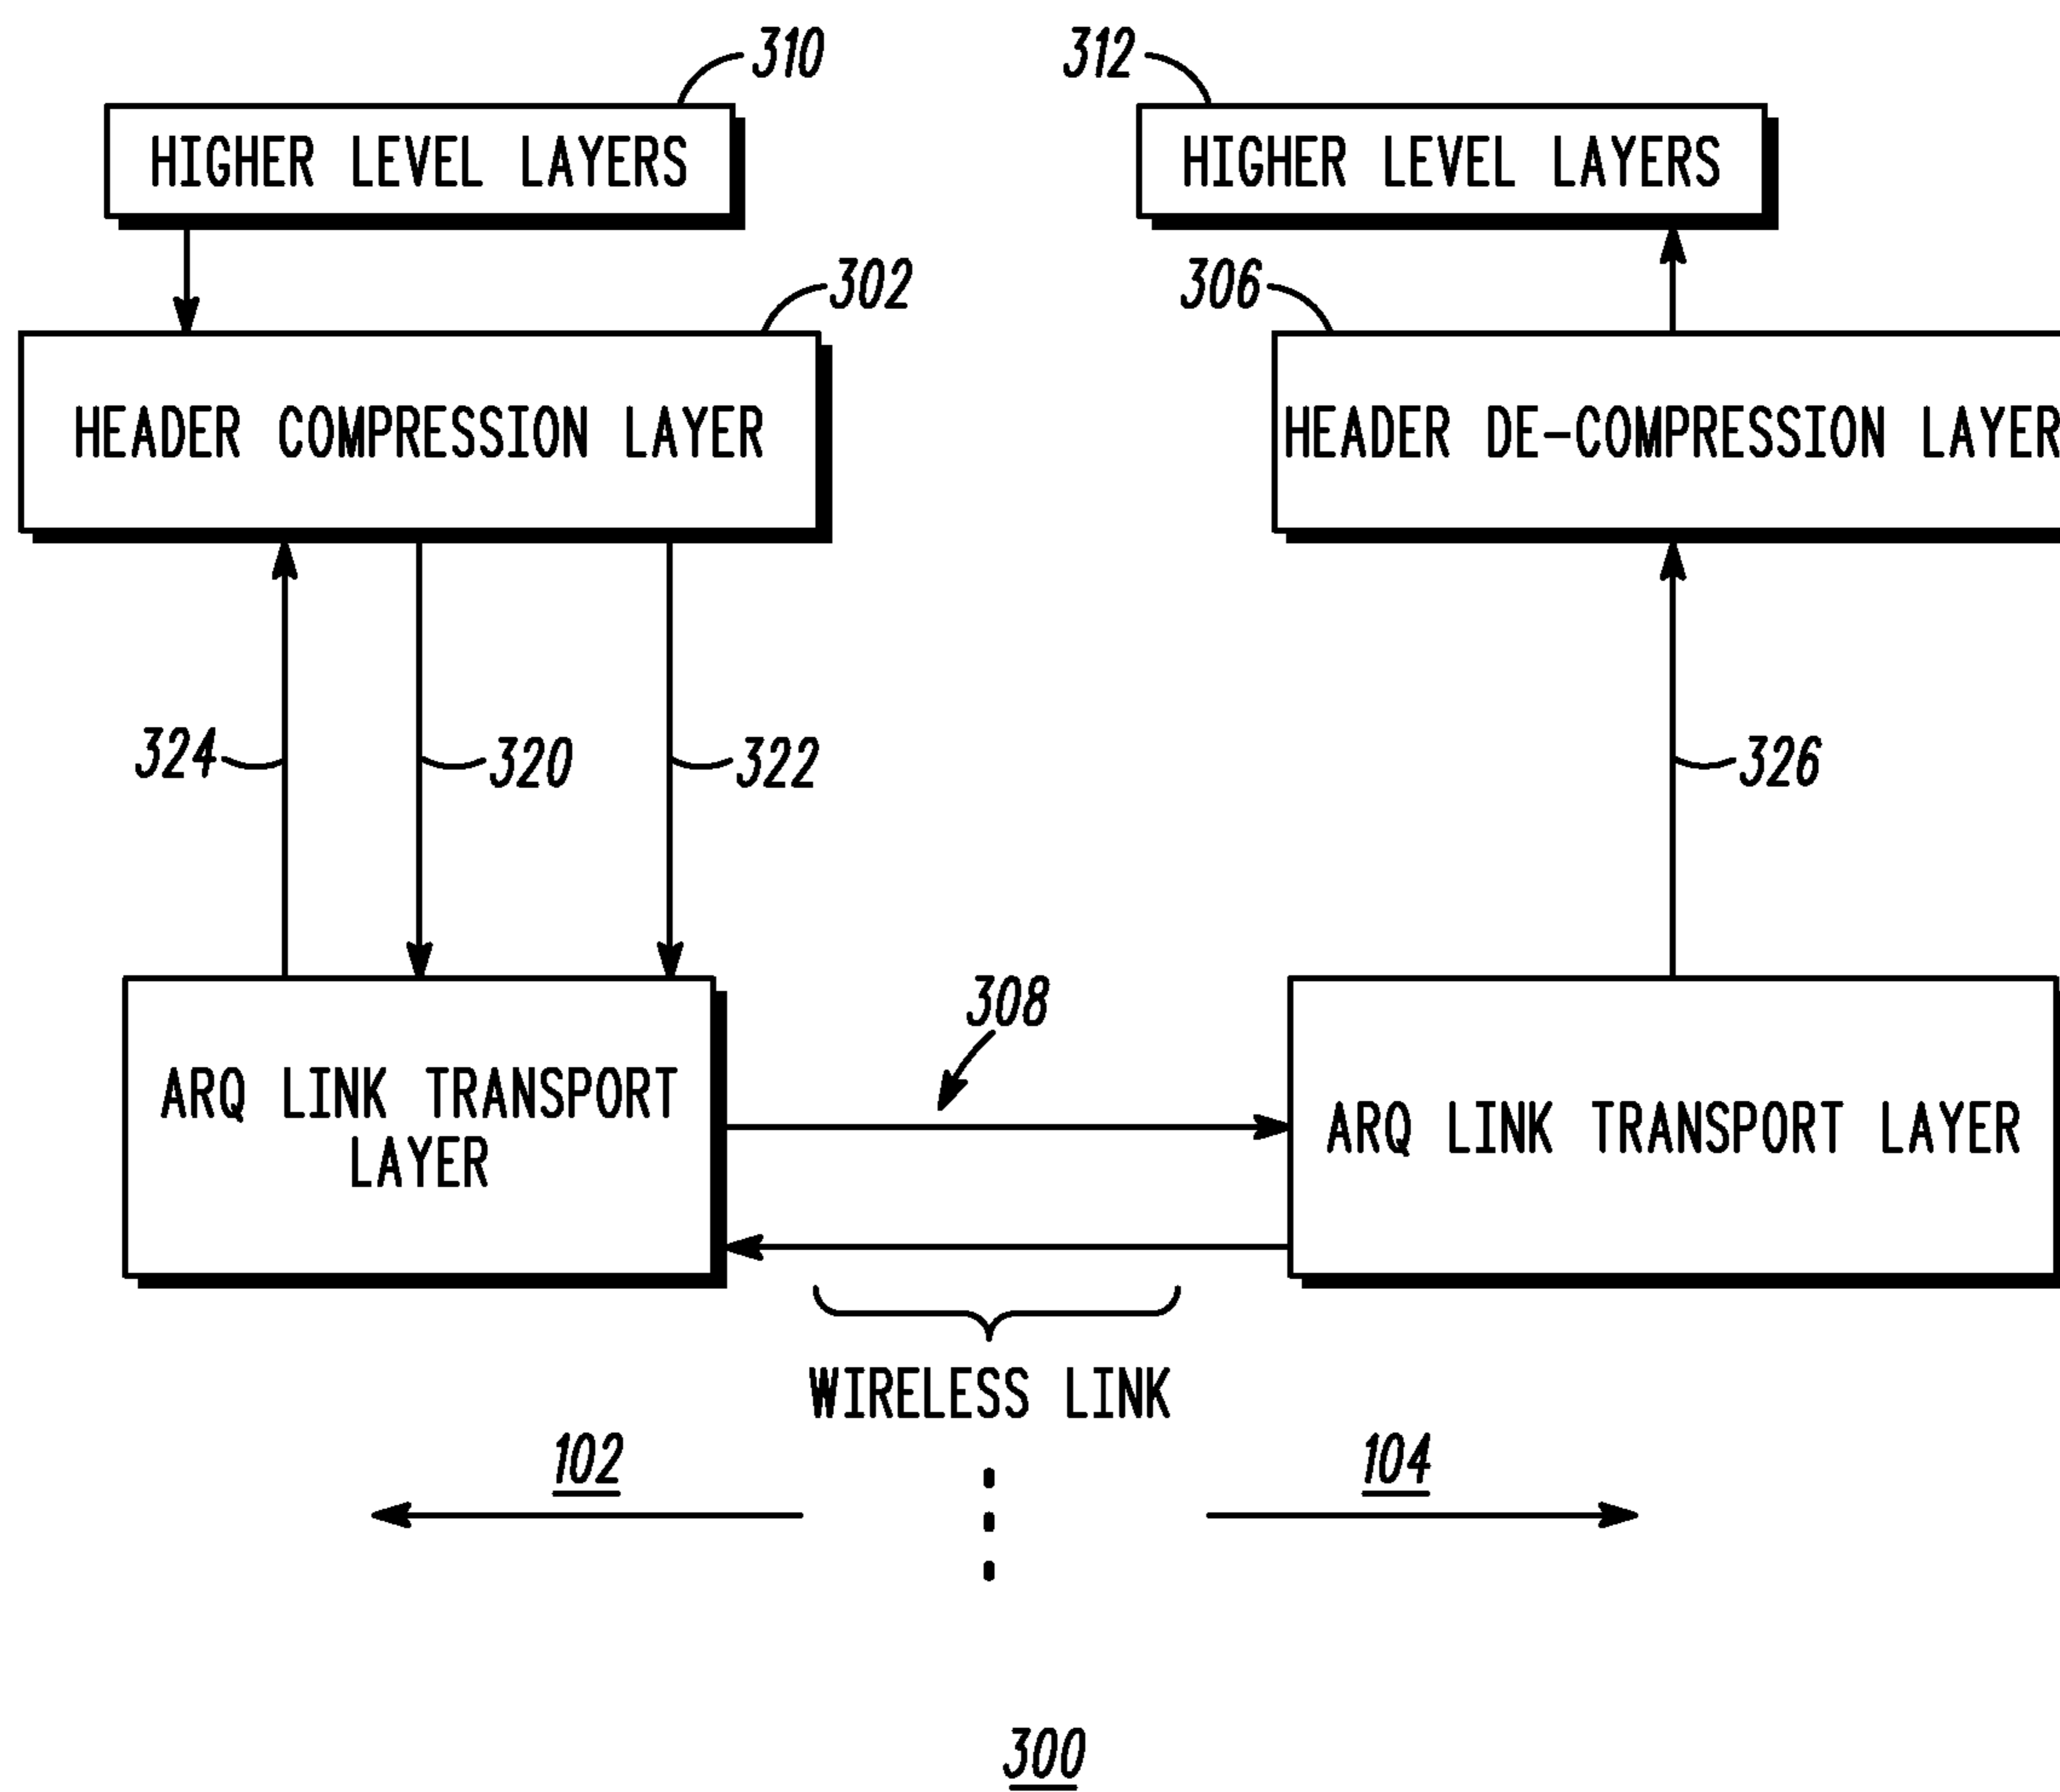 310
312
HIGHER LEVEL LAYERS
HIGHER LEVEL LAYERS
302
306
HEADER COMPRESSION LAYER
HEADER DE-COMPRESSION LAYER
324
320
322
326
308
ARQ LINK TRANSPORT
LAYER
ARQ LINK TRANSPORT LAYER
WIRELESS LINK
102
104
300